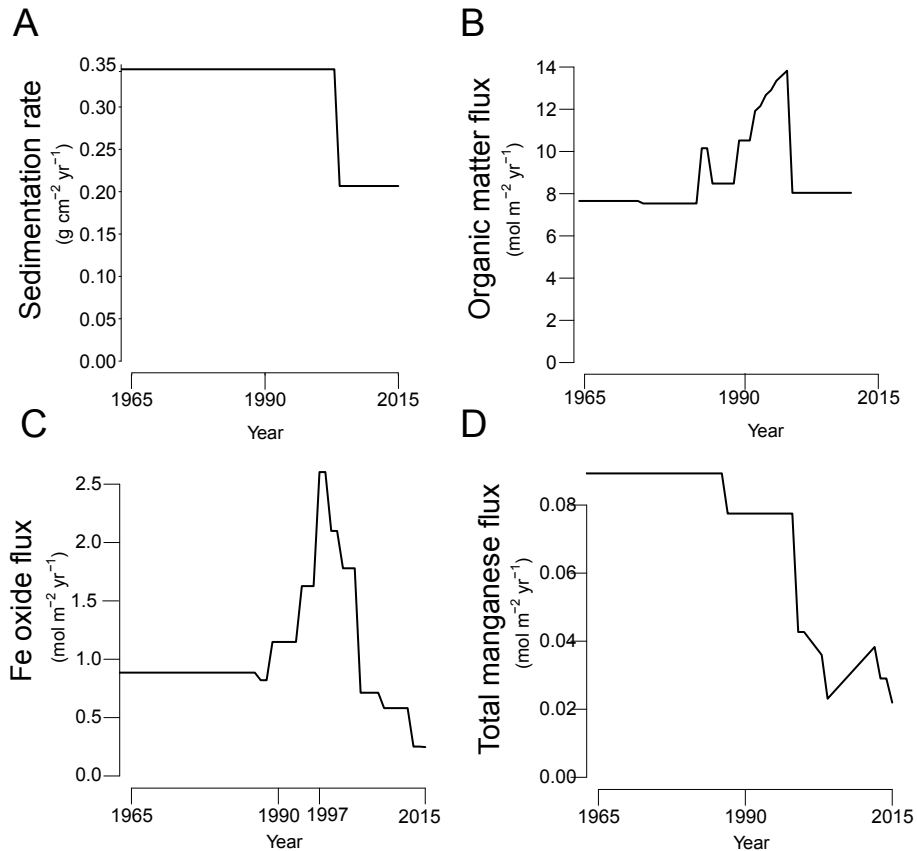 A
Sedimentation rate
(g cm−2 yr−1)
0.35
0.30
0.25
0.20
0.15
0.10
0.05
0.00
1965
1990
2015
Year
B
Organic matter flux
(mol m−2 yr−1)
14
12
10
8
6
4
2
0
1965
1990
2015
Year
C
Fe oxide flux
(mol m−2 yr−1)
2.5
2.0
1.5
1.0
0.5
0.0
1965
1990
1997
2015
Year
D
Total manganese flux
(mol m−2 yr−1)
0.08
0.06
0.04
0.02
0.00
1965
1990
2015
Year